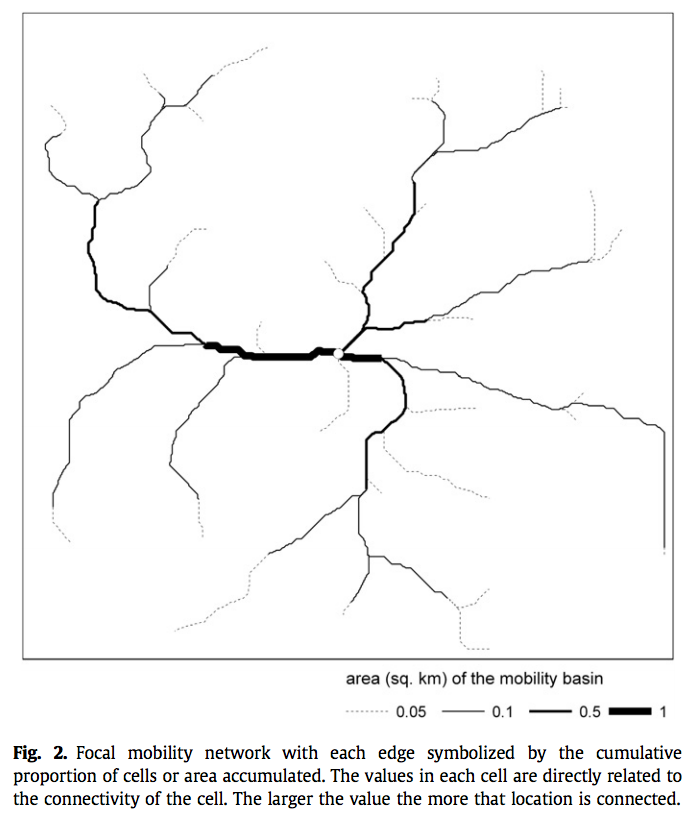 area (sq. km) of the mobility basin
0.05 0.1 0.5 1
Fig. 2. Focal mobility network with each edge symbolized by the cumulative
proportion of cells or area accumulated. The values in each cell are directly related to
the connectivity of the cell. The larger the value the more that location is connected.